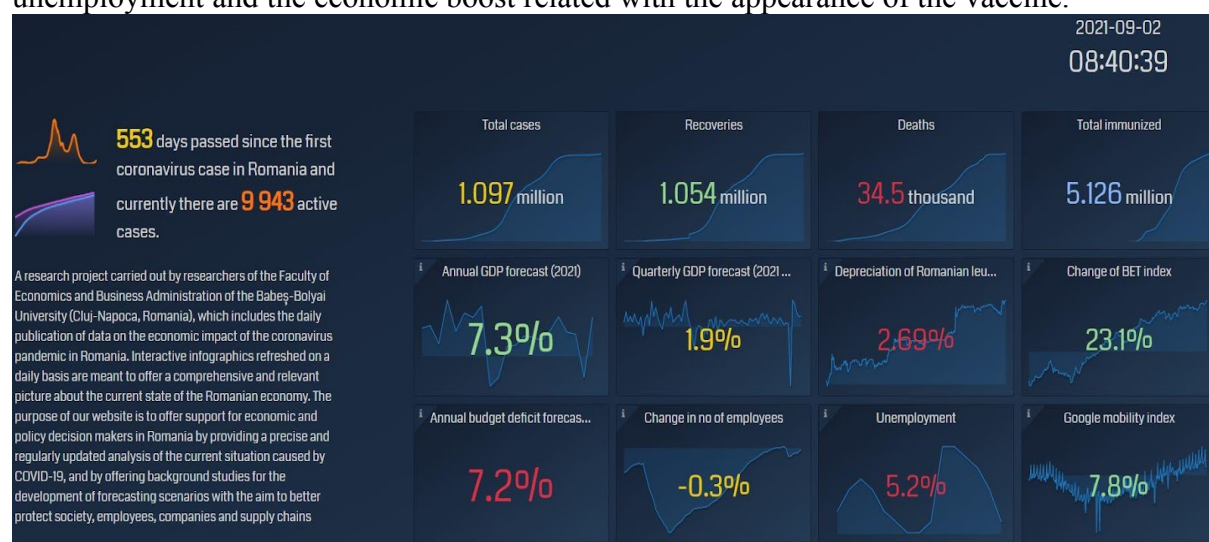 unemployment and the economic boost related with the appearance of the vaccine.
2021-09-02
08:40:39
553 days passed since the first
coronavirus case in Romania and
currently there are 9 943 active
cases.
A research project carried out by researchers of the Faculty of
Economics and Business Administration of the Babeș-Bolyai
University (Cluj-Napoca, Romania), which includes the daily
publication of data on the economic impact of the coronavirus
pandemic in Romania. Interactive infographics refreshed on a
daily basis are meant to offer a comprehensive and relevant
picture about the current state of the Romanian economy. The
purpose of our website is to offer support for economic and
policy decision makers in Romania by providing a precise and
regularly updated analysis of the current situation caused by
COVID-19, and by offering background studies for the
development of forecasting scenarios with the aim to better
protect society, employees, companies and supply chains
Total cases
1.097 million
Recoveries
1.054 million
Deaths
34.5 thousand
Total immunized
5.126 million
i Annual GDP forecast (2021)
7.3%
i Quarterly GDP forecast (2021 ...
1.9%
i Depreciation of Romanian leu...
2.69%
i Change of BET index
23.1%
i Annual budget deficit forecas...
7.2%
i Change in no of employees
-0.3%
i Unemployment
5.2%
i Google mobility index
7.8%